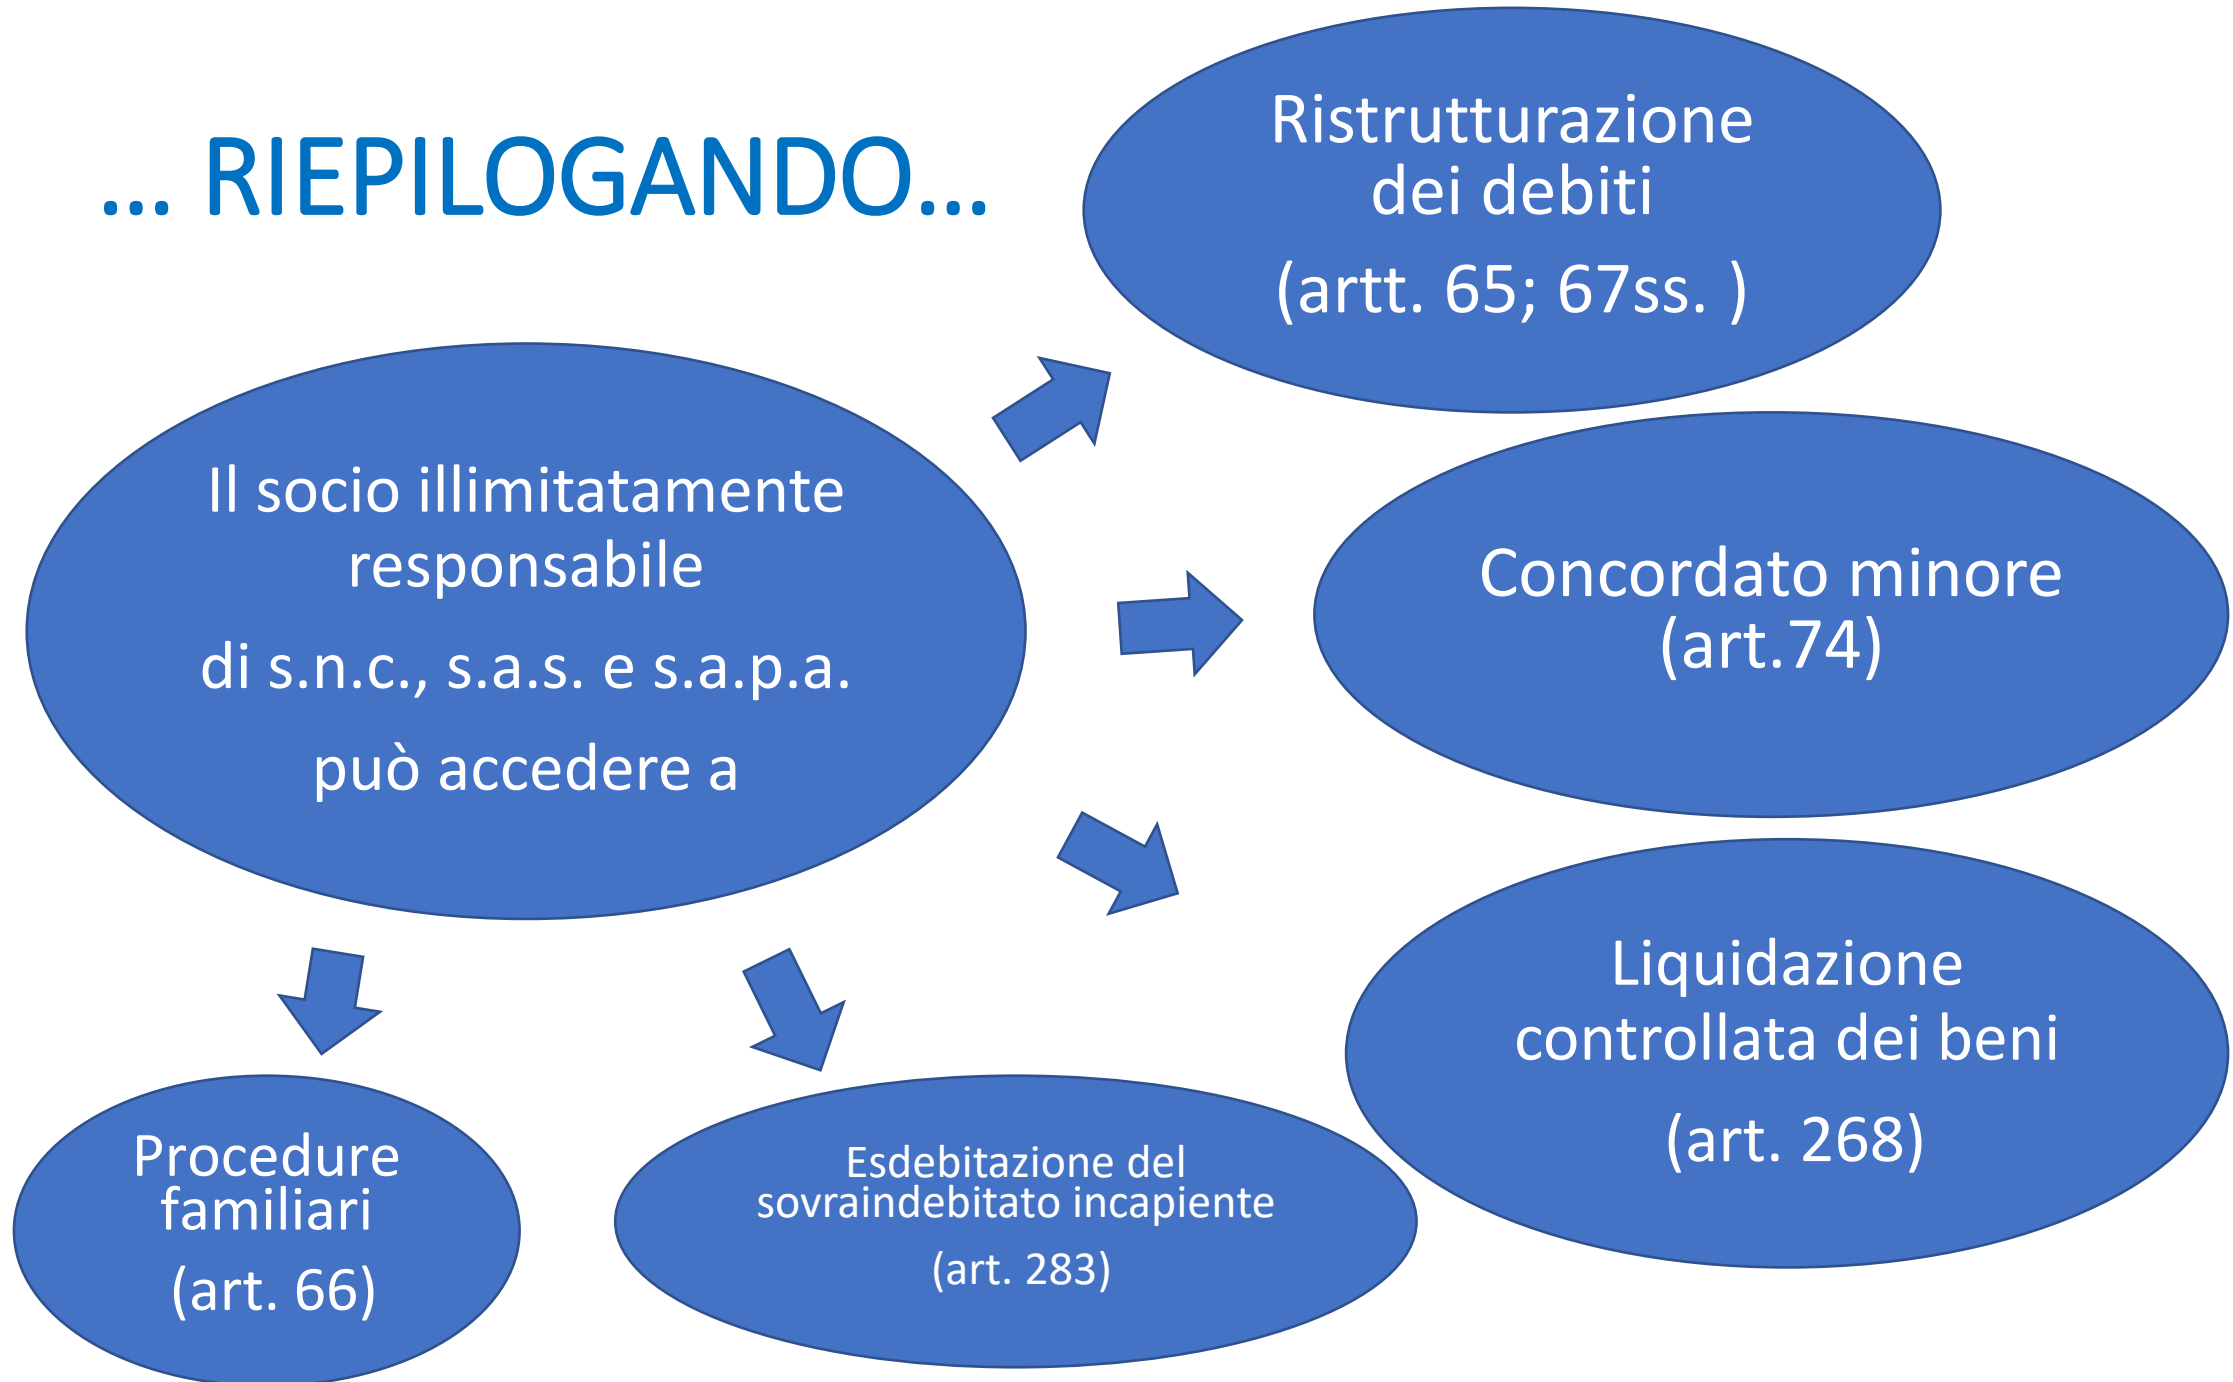 ... RIEPILOGANDO...
Il socio illimitatamente
responsabile
di s.n.c., s.a.s. e s.a.p.a.
può accedere a
Ristrutturazione
dei debiti
(artt. 65; 67ss. )
Concordato minore
(art.74)
Liquidazione
controllata dei beni
(art. 268)
Esdebitazione del
sovraindebitato incapiente
(art. 283)
Procedure
familiari
(art. 66)